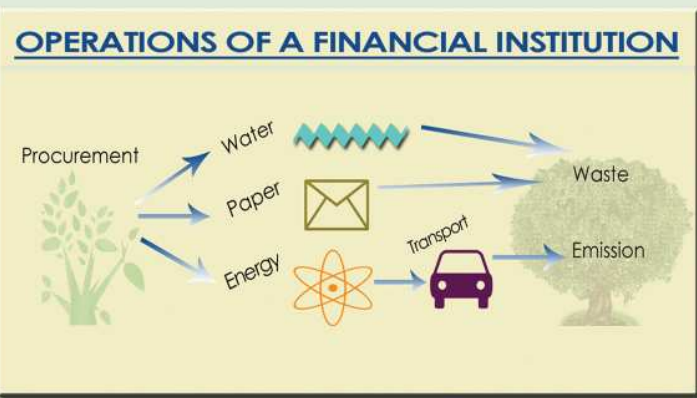 OPERATIONS OF A FINANCIAL INSTITUTION
Procurement
Water
Paper
Energy
Transport
Waste
Emission